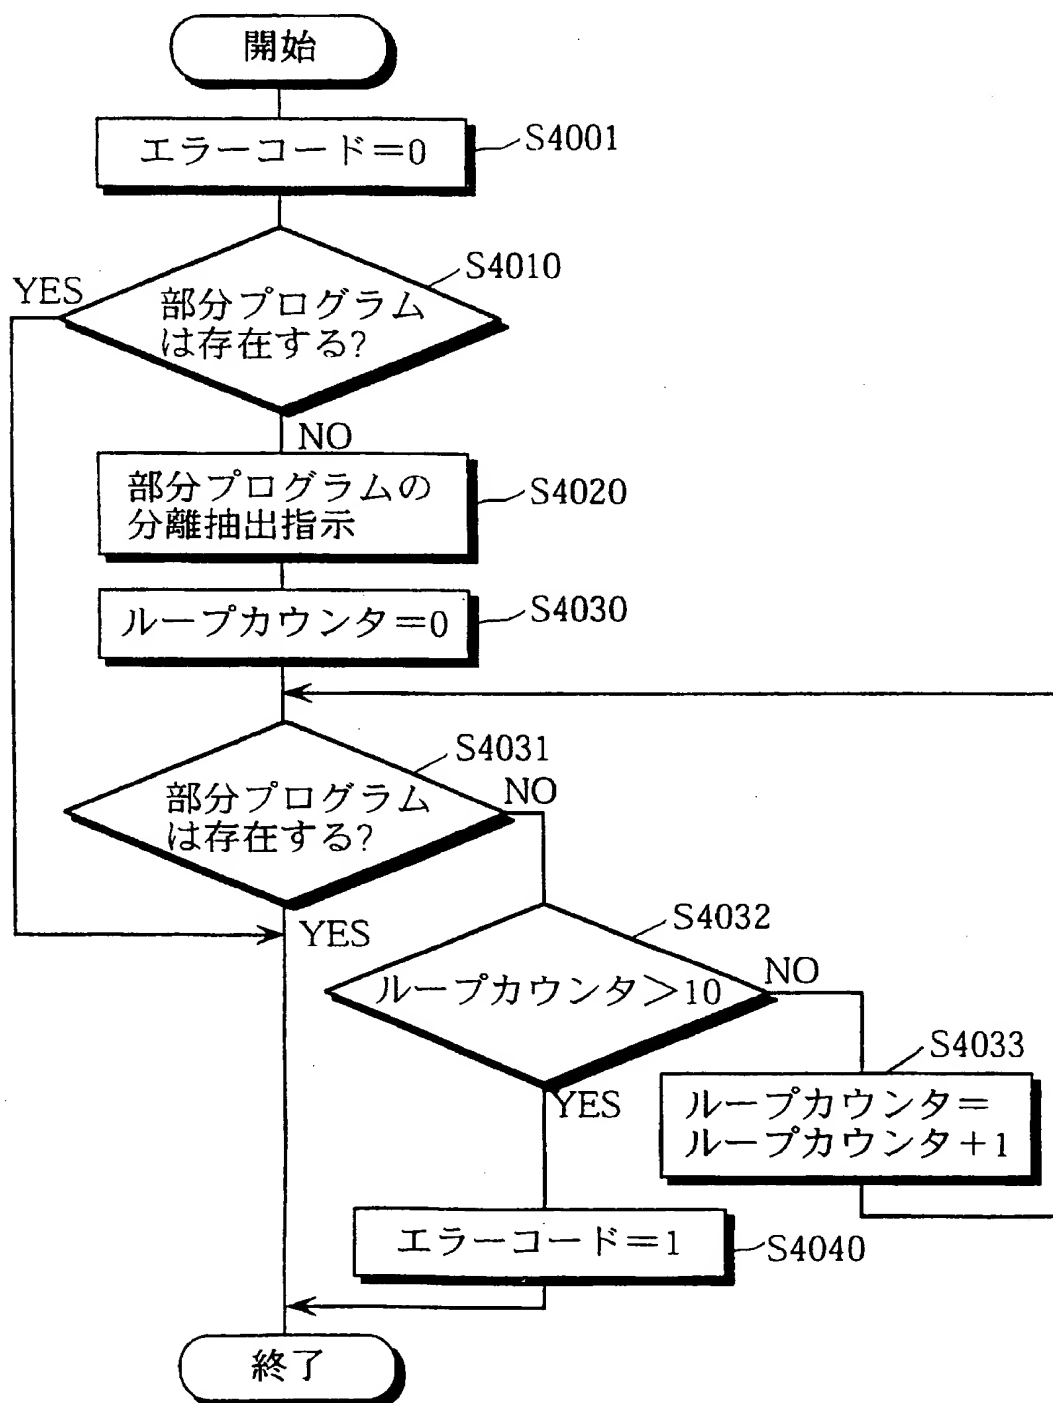 開始
エラーコード＝0
S4001
S4010
YES
部分プログラム
は存在する?
NO
部分プログラムの
分離抽出指示
S4020
ループカウンタ＝0
S4030
S4031
部分プログラム
は存在する?
NO
YES
S4032
ループカウンタ＞10
NO
S4033
YES
ループカウンタ＝
ループカウンタ＋1
エラーコード＝1
S4040
終了